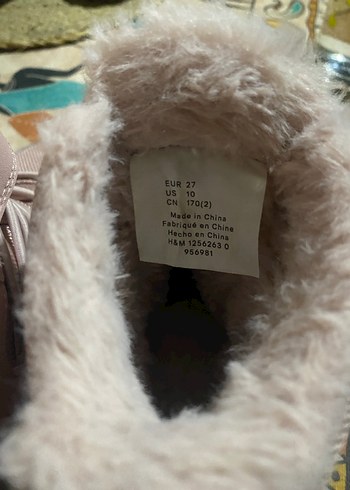 EUR 27
US 10
CN 170(2)
Made in China
Fabriqué en Chine
Hecho en China
H&M 1256263 0
956981